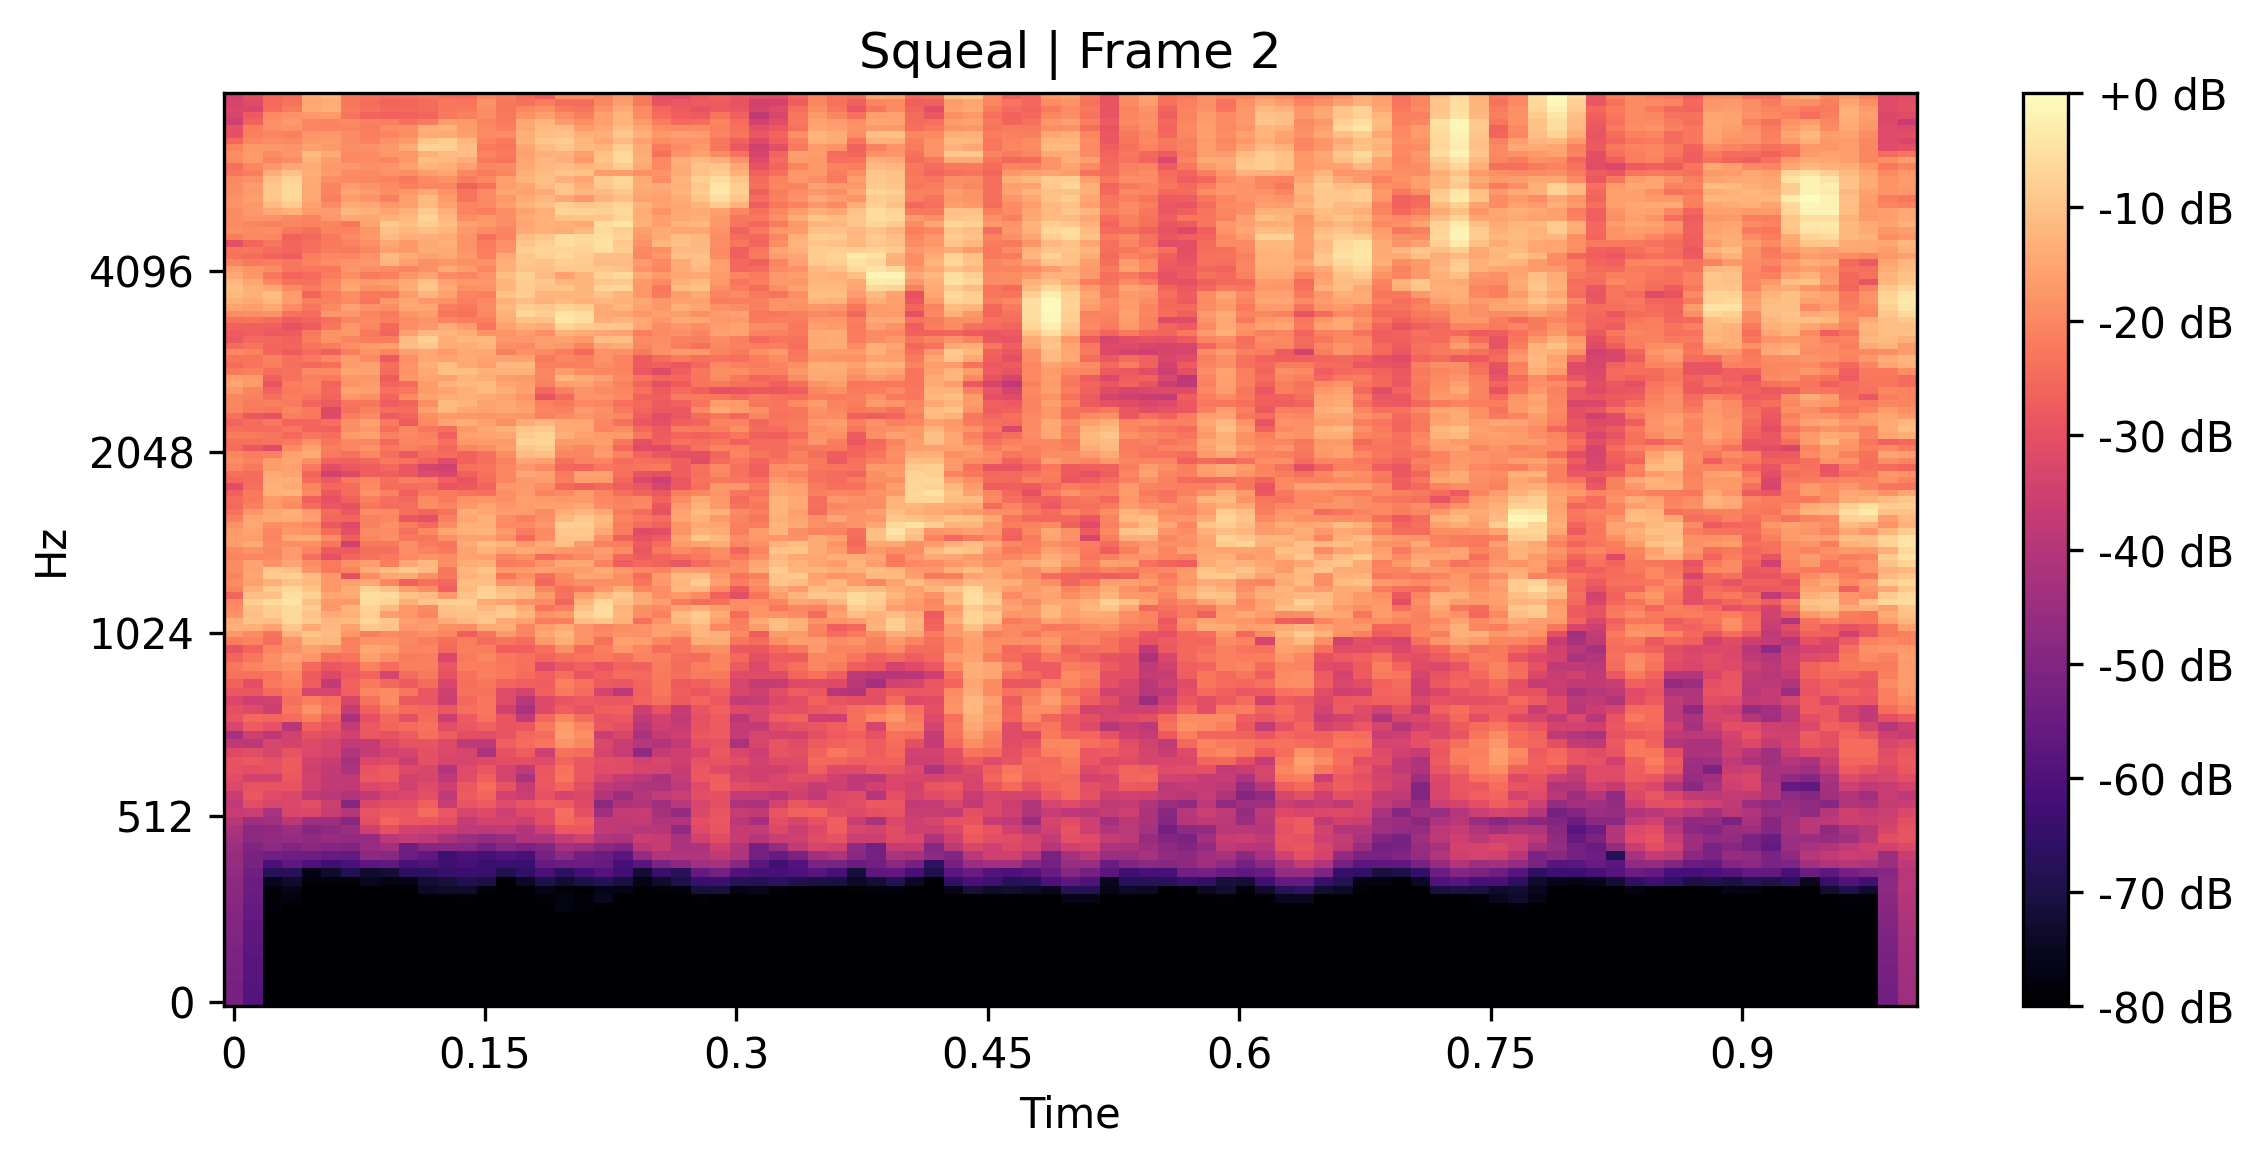 Squeal | Frame 2
Hz
4096
2048
1024
512
0
0 0.15 0.3 0.45 0.6 0.75 0.9
Time
+0 dB
-10 dB
-20 dB
-30 dB
-40 dB
-50 dB
-60 dB
-70 dB
-80 dB